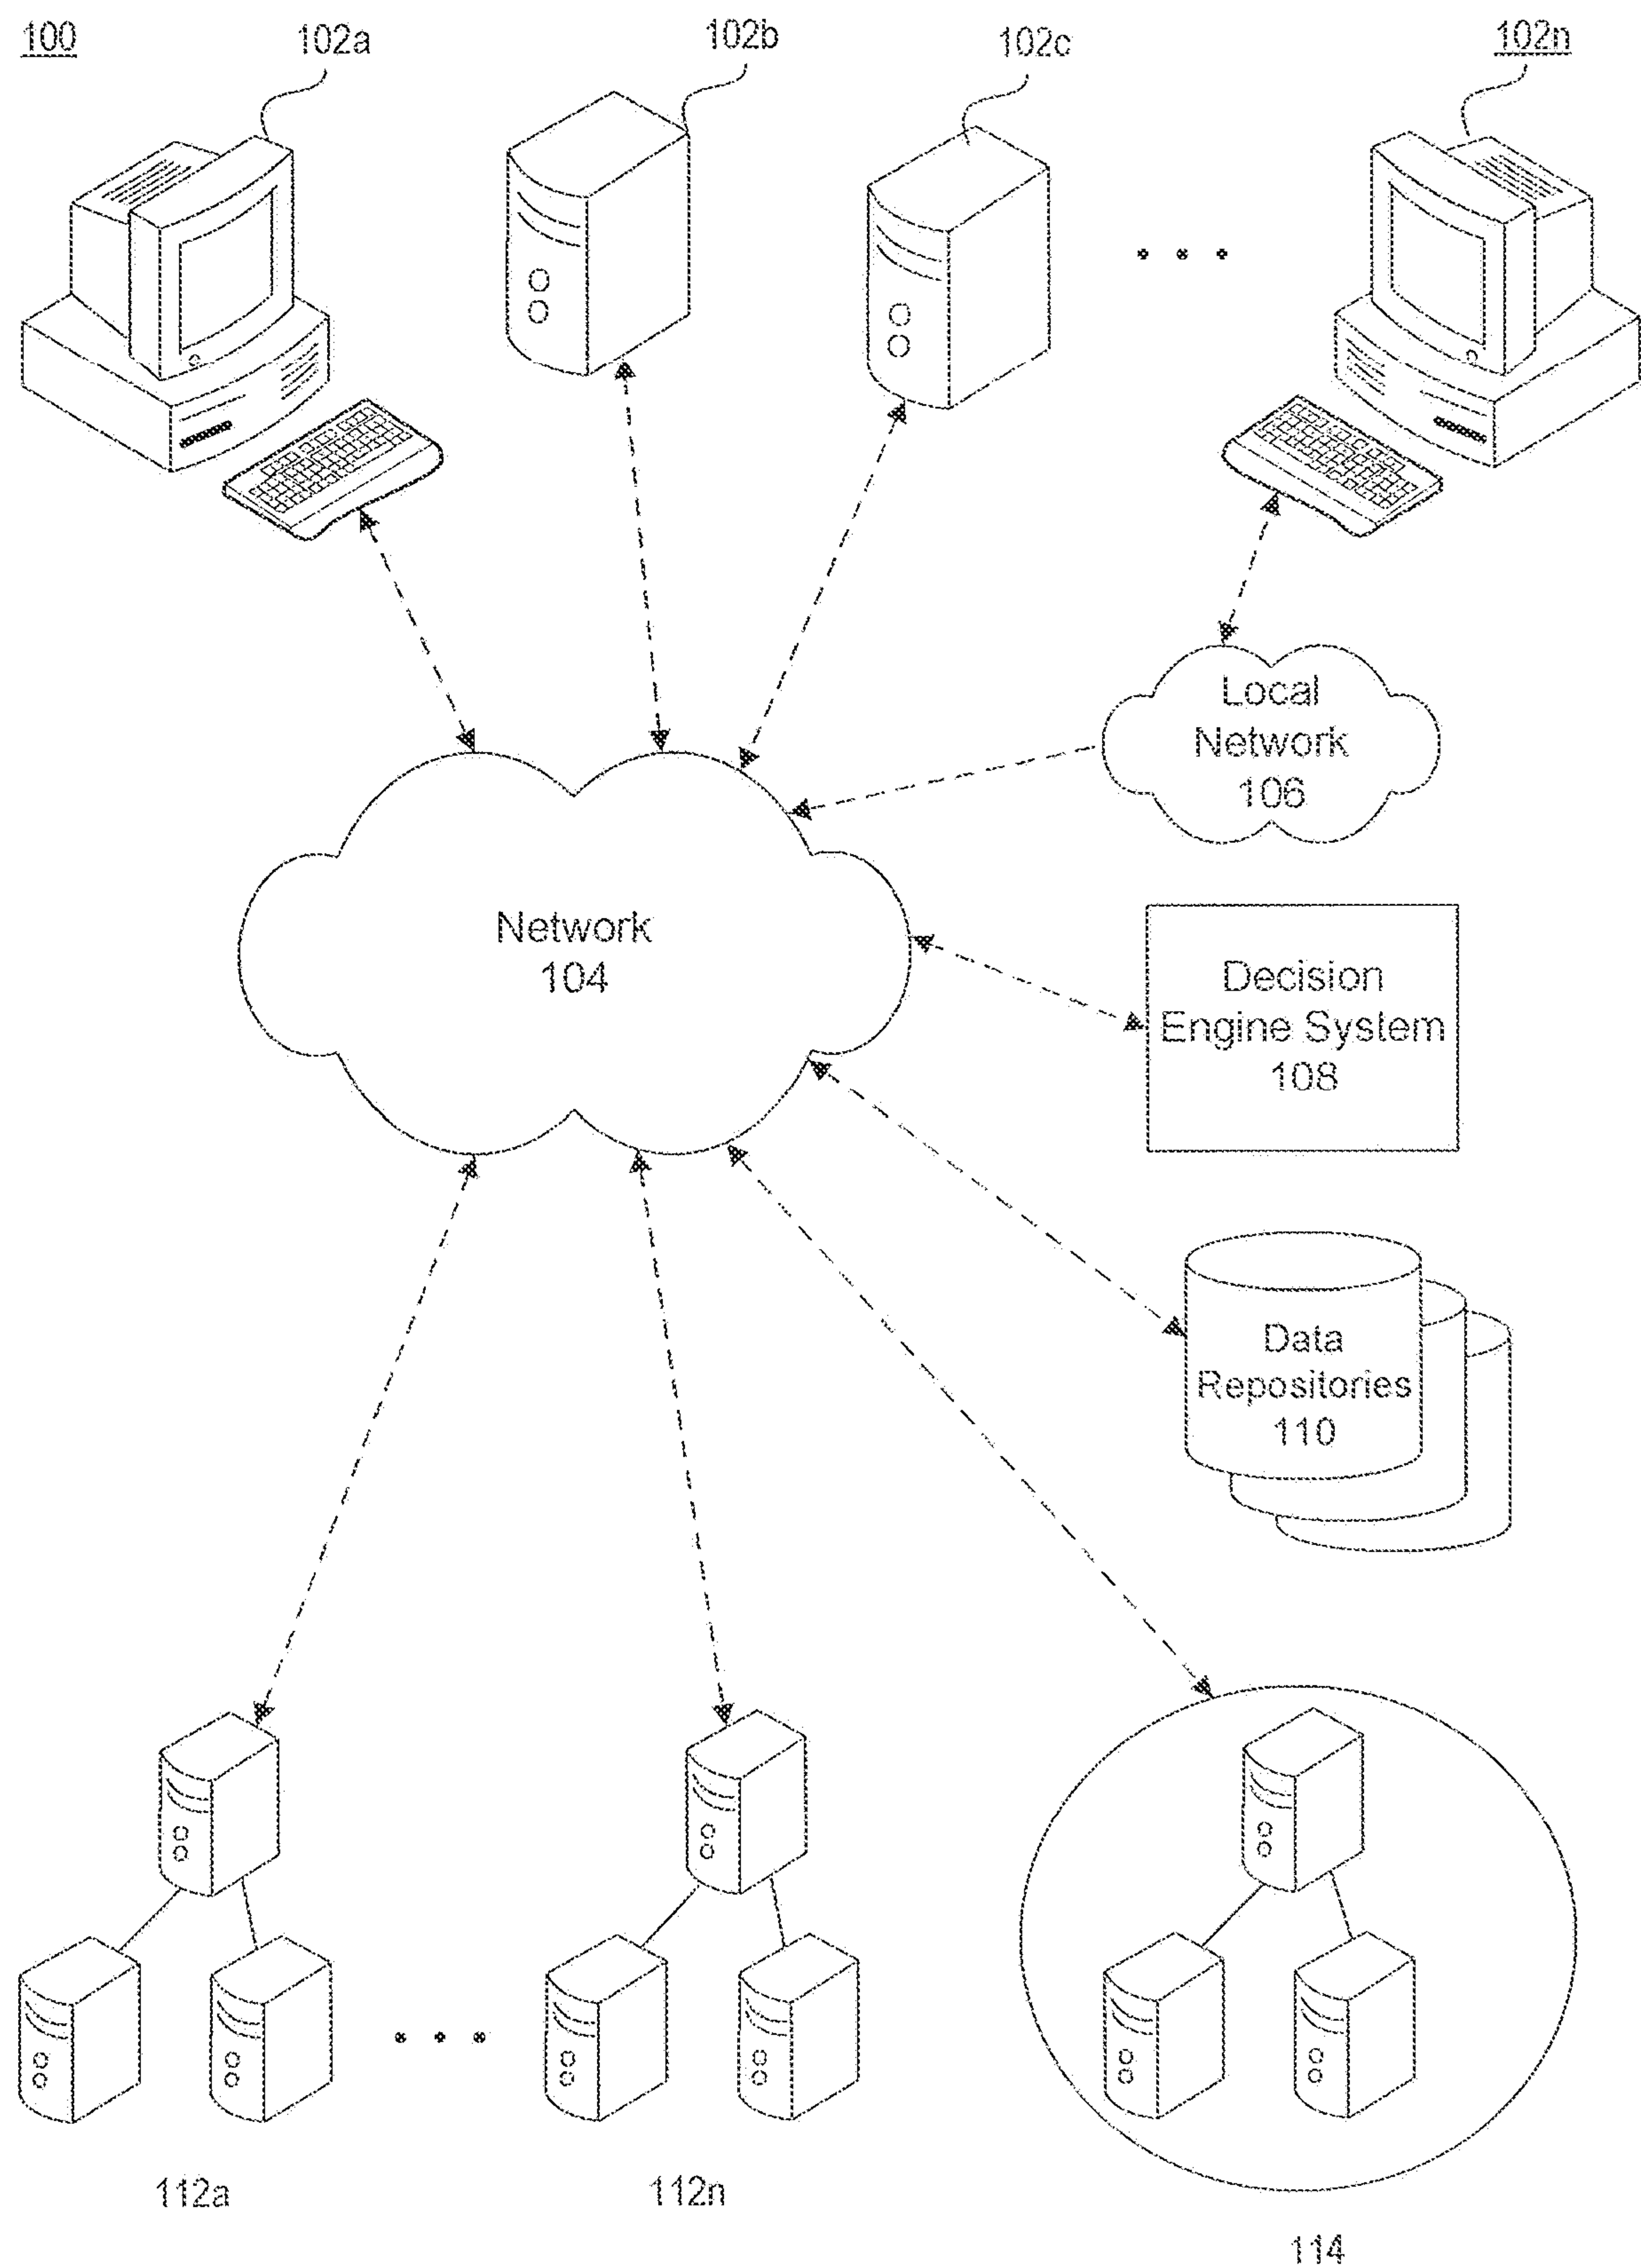 100
102a
102b
102c
102n
Local
Network
106
Network
104
Decision
Engine System
108
Data
Repositories
110
112a
112n
114